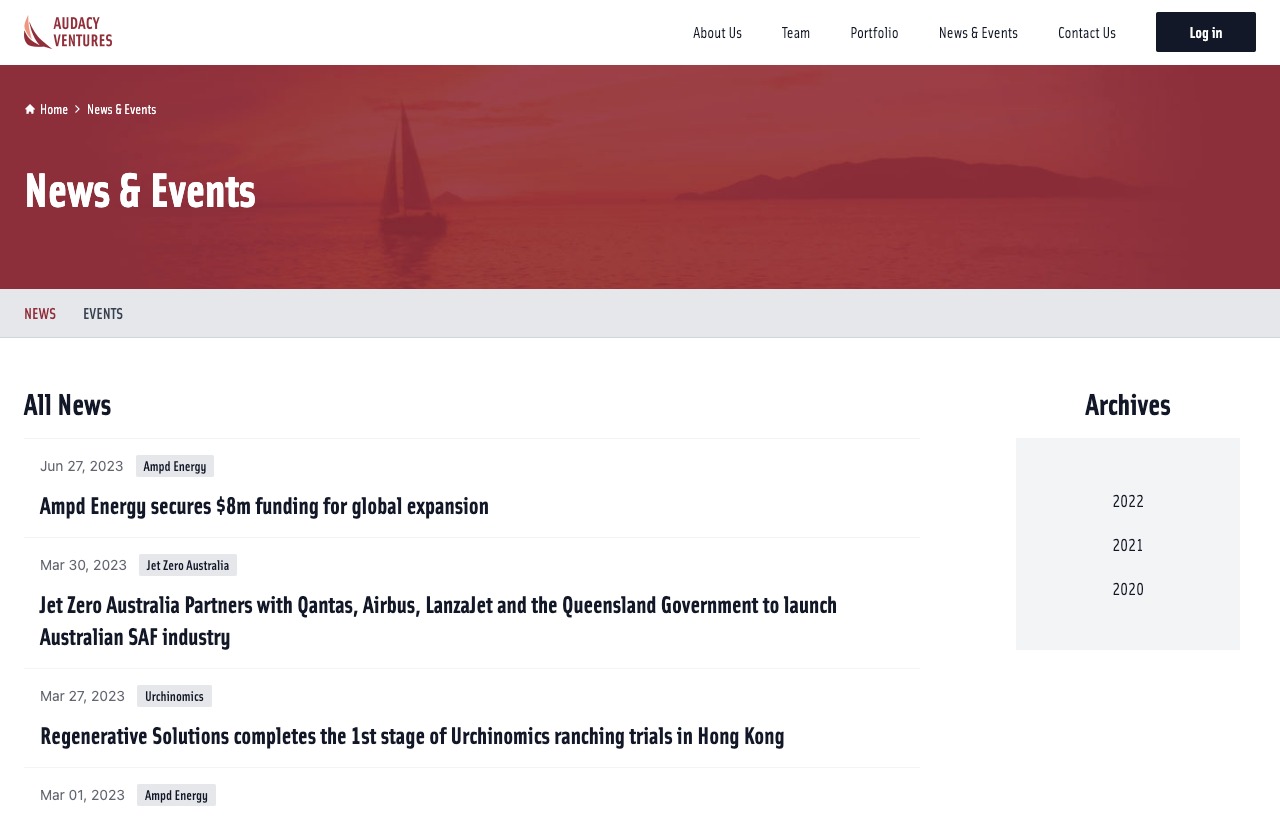 AUDACY
VENTURES
About Us
Team
Portfolio
News & Events
Contact Us
Log in
Home
News & Events
News & Events
NEWS
EVENTS
All News
Archives
Jun 27, 2023
Ampd Energy
Ampd Energy secures $8m funding for global expansion
2022
2021
2020
Mar 30, 2023
Jet Zero Australia
Jet Zero Australia Partners with Qantas, Airbus, LanzaJet and the Queensland Government to launch
Australian SAF industry
Mar 27, 2023
Urchinomics
Regenerative Solutions completes the 1st stage of Urchinomics ranching trials in Hong Kong
Mar 01, 2023
Ampd Energy